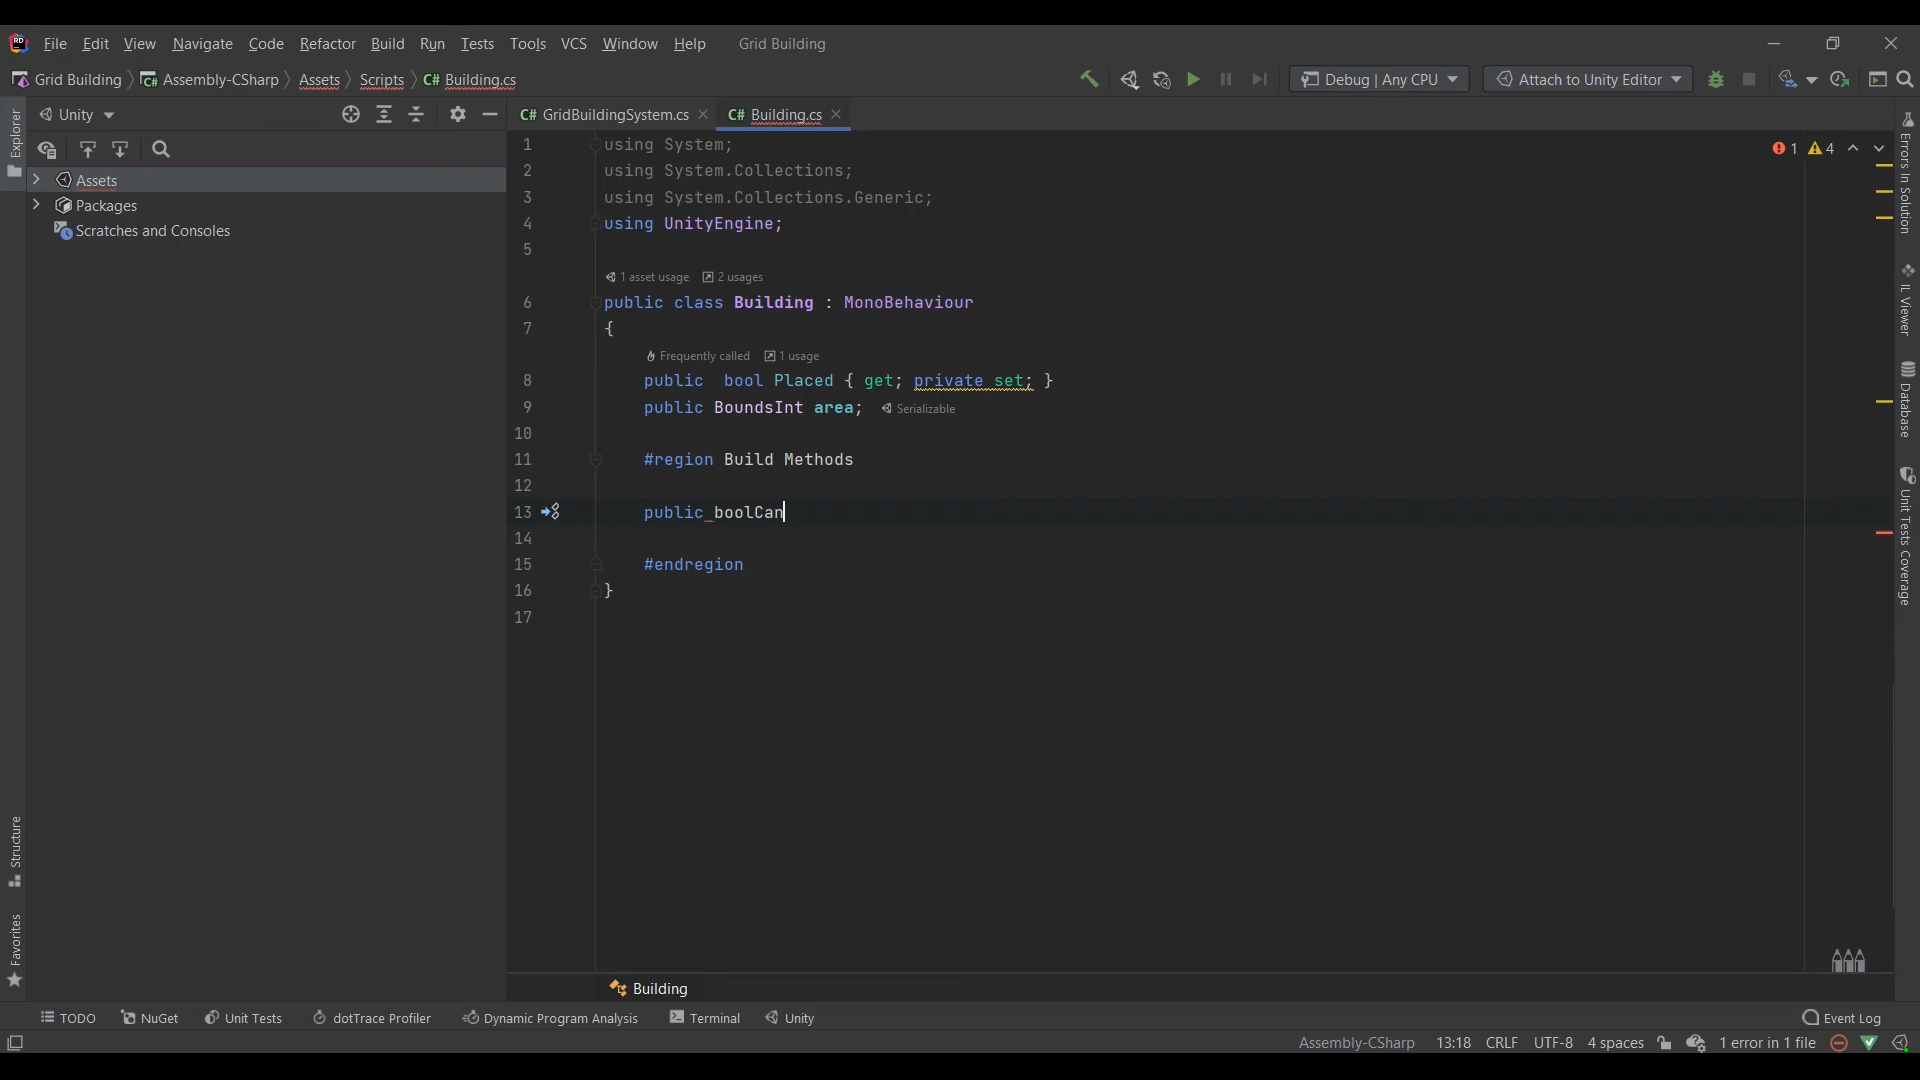 File Edit View Navigate Code Refactor Build Run Tests Tools VCS Window Help Grid Building
Grid Building Assembly-CSharp Assets Scripts C# Building.cs Debug | Any CPU Attach to Unity Editor
Unity
C# GridBuildingSystem.cs C# Building.cs
Explorer
Assets
Packages
Scratches and Consoles
Structure
Favorites
1 using System;
2 using System.Collections;
3 using System.Collections.Generic;
4 using UnityEngine;
5
1 asset usage 2 usages
6 public class Building : MonoBehaviour
7 {
Frequently called 1 usage
8 public  bool Placed { get; private set; }
9 public BoundsInt area; Serializable
10
11 #region Build Methods
12
13 public boolCan
14
15 #endregion
16 }
17
1 4
Errors In Solution
IL Viewer
Database
Unit Tests Coverage
Building
TODO NuGet Unit Tests dotTrace Profiler Dynamic Program Analysis Terminal Unity Event Log
Assembly-CSharp 13:18 CRLF UTF-8 4 spaces 1 error in 1 file